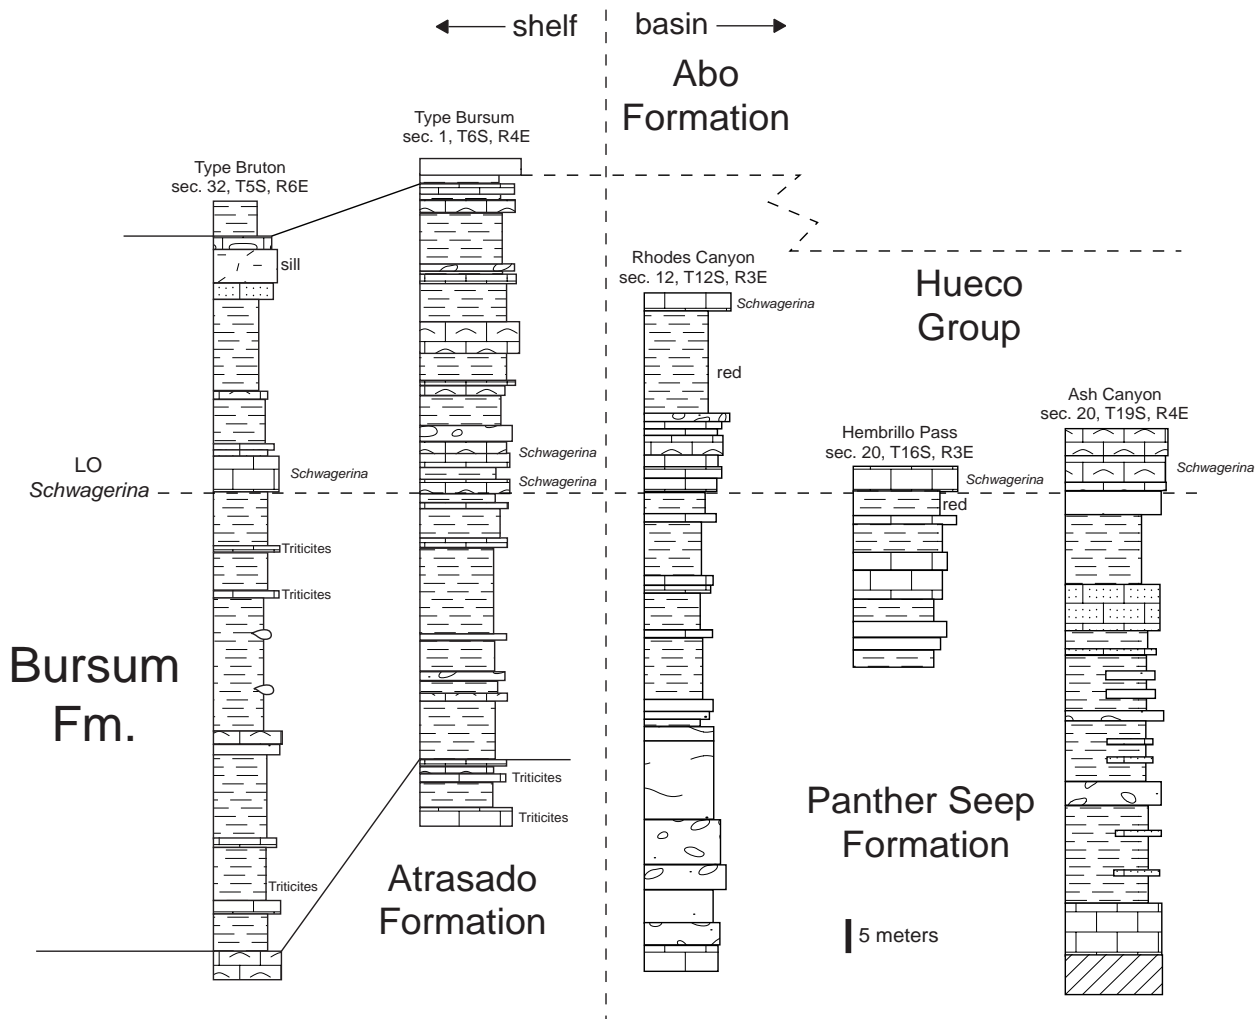 shelf
basin
Abo
Formation
Type Bursum
sec. 1, T6S, R4E
Type Bruton
sec. 32, T5S, R6E
sill
Rhodes Canyon
sec. 12, T12S, R3E
Schwagerina
red
Hueco
Group
Ash Canyon
sec. 20, T19S, R4E
Hembrillo Pass
sec. 20, T16S, R3E
LO
Schwagerina
Schwagerina
Schwagerina
Schwagerina
Schwagerina
Schwagerina
red
Triticites
Triticites
Bursum
Fm.
Triticites
Triticites
Triticites
Atrasado
Formation
Panther Seep
Formation
5 meters